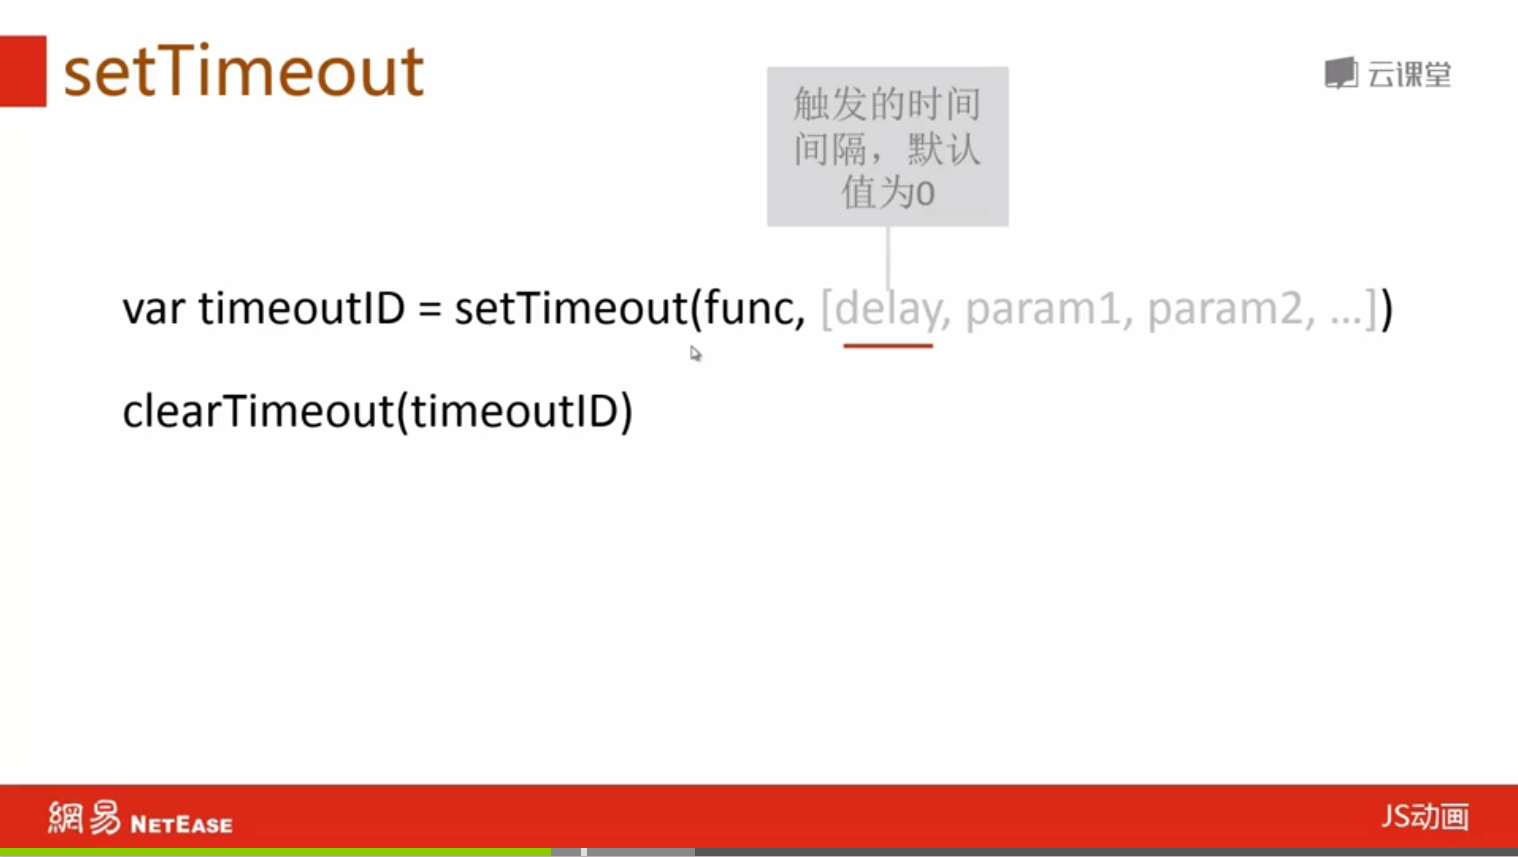 setTimeout
云课堂
触发的时间
间隔，默认
值为0
var timeoutID = setTimeout(func, [delay, param1, param2, ...])
clearTimeout(timeoutID)
網易 NETEASE
JS动画